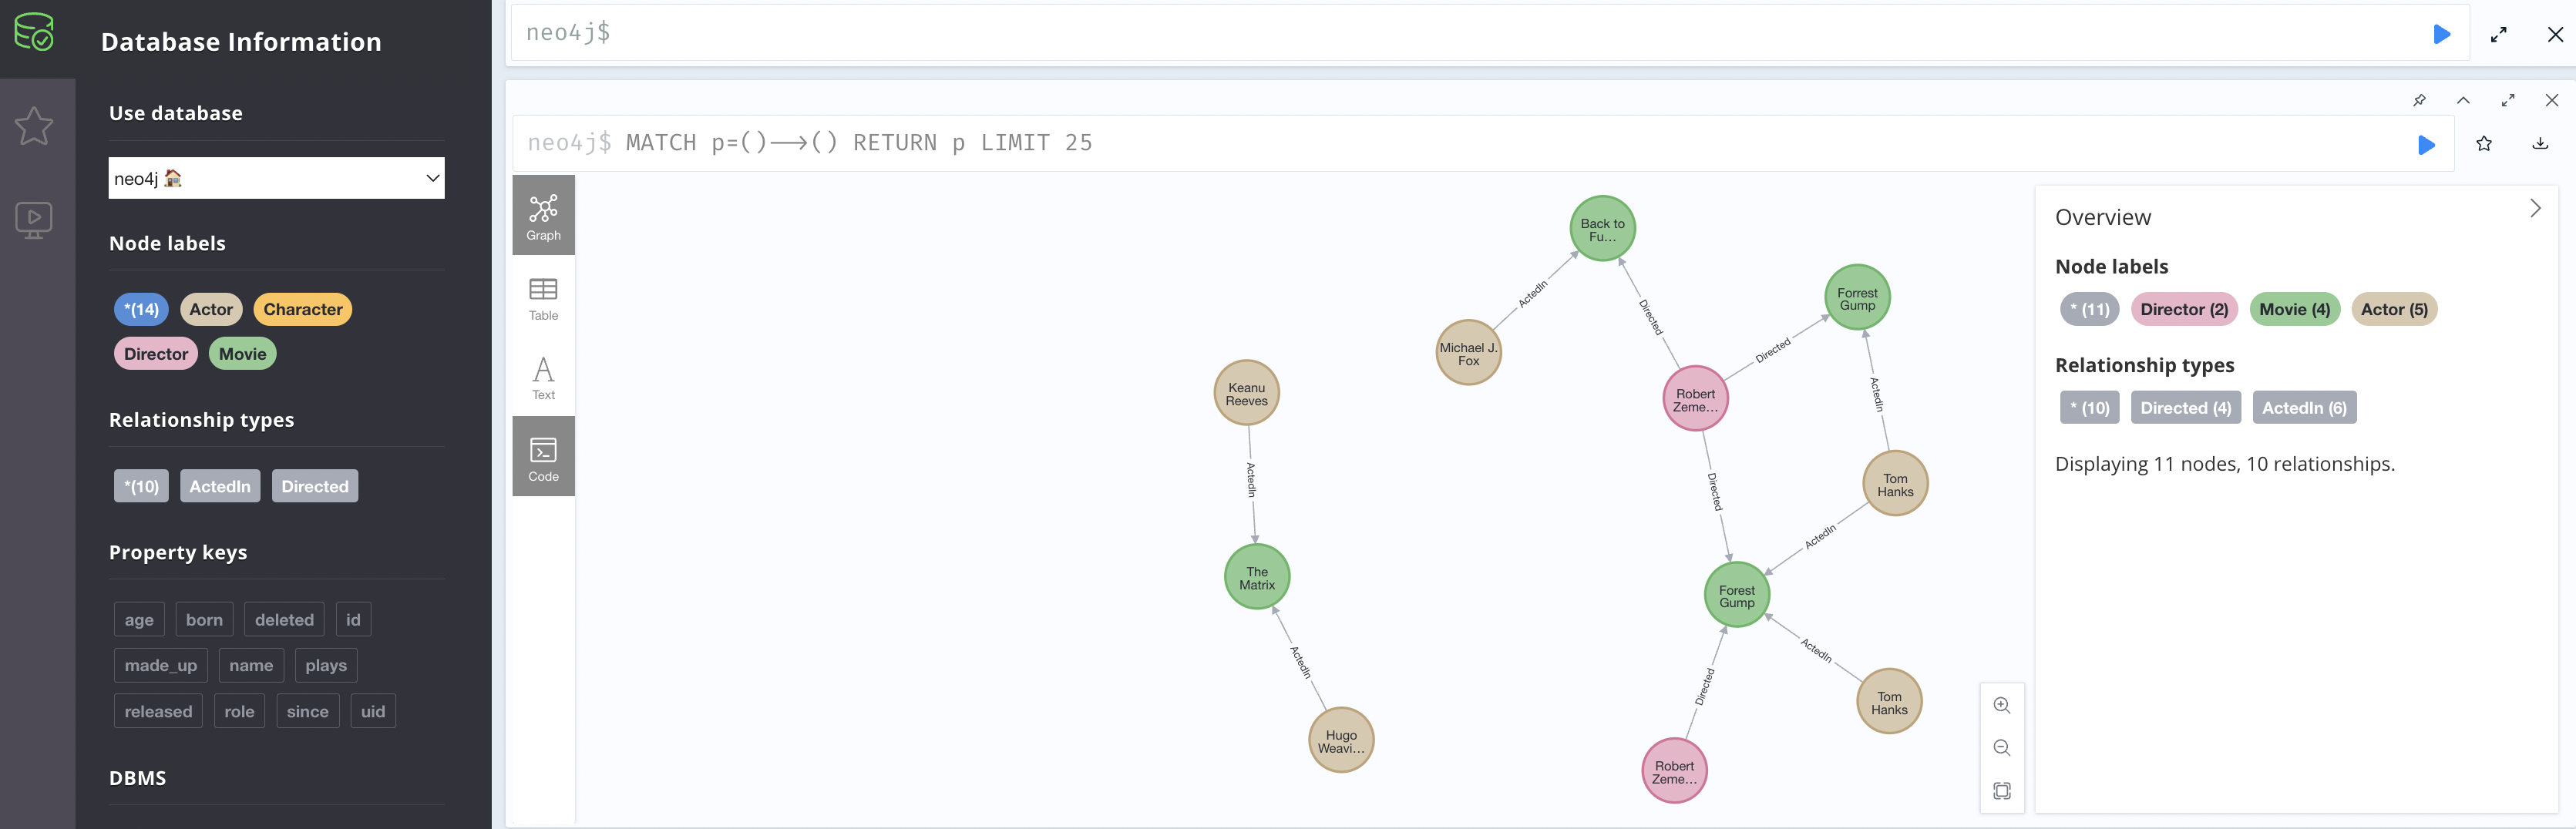 Database Information
Use database
neo4j 🏠
Node labels
*(14) Actor Character
Director Movie
Relationship types
*(10) ActedIn Directed
Property keys
age born deleted id
made_up name plays
released role since uid
DBMS
neo4j$
neo4j$ MATCH p=()-->() RETURN p LIMIT 25
Graph
Table
Text
Code
Back to
Fu...
Forrest
Gump
ActedIn
Directed
Michael J.
Fox
Directed
Keanu
Reeves
Robert
Zeme...
ActedIn
ActedIn
Tom
Hanks
Directed
ActedIn
The
Matrix
Forest
Gump
ActedIn
ActedIn
Directed
Tom
Hanks
Hugo
Weavi...
Robert
Zeme...
Overview
Node labels
* (11) Director (2) Movie (4) Actor (5)
Relationship types
* (10) Directed (4) ActedIn (6)
Displaying 11 nodes, 10 relationships.